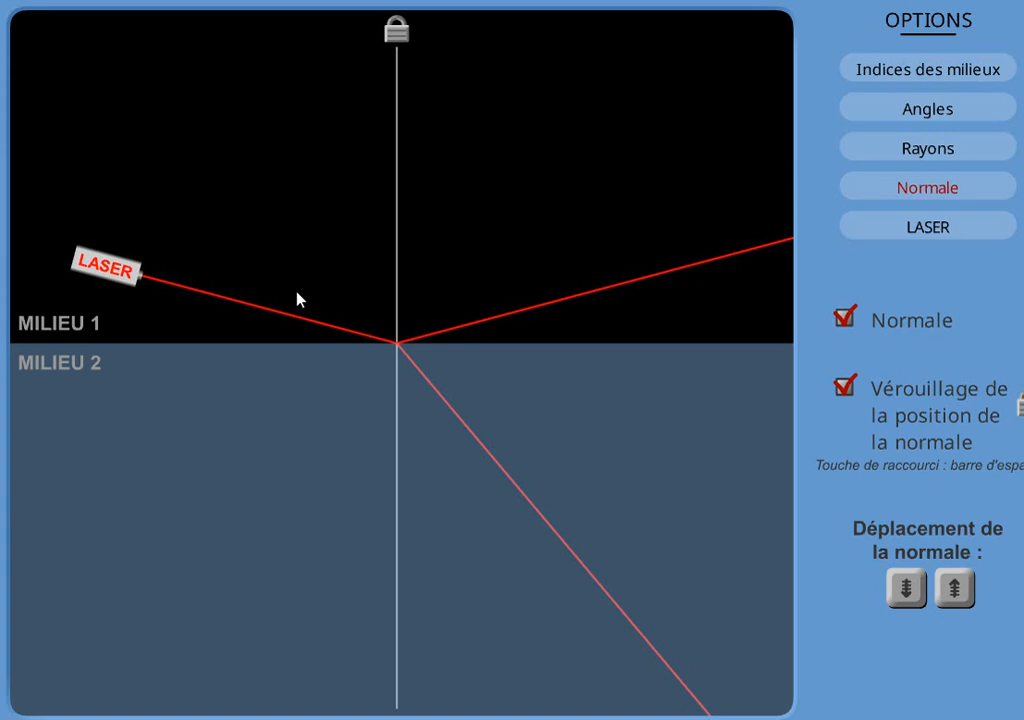 OPTIONS
Indices des milieux
Angles
Rayons
Normale
LASER
LASER
MILIEU 1
MILIEU 2
Normale
Vérouillage de
la position de
la normale
Touche de raccourci : barre d'espa
Déplacement de
la normale :